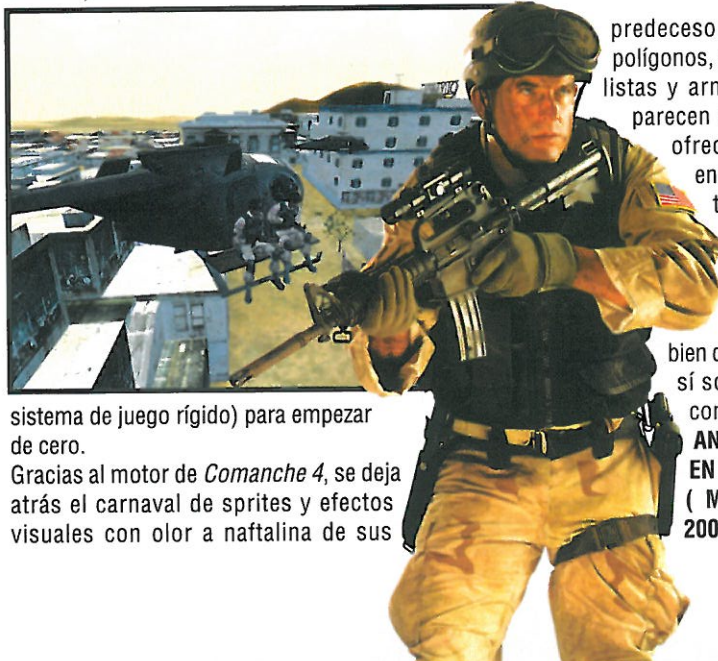 sistema de juego rígido) para empezar
de cero.
Gracias al motor de Comanche 4, se deja
atrás el carnaval de sprites y efectos
visuales con olor a naftalina de sus
predeceso
polígonos,
listas y arn
parecen
ofrec
en
t
bien c
sí so
con
AN
EN
( M
200